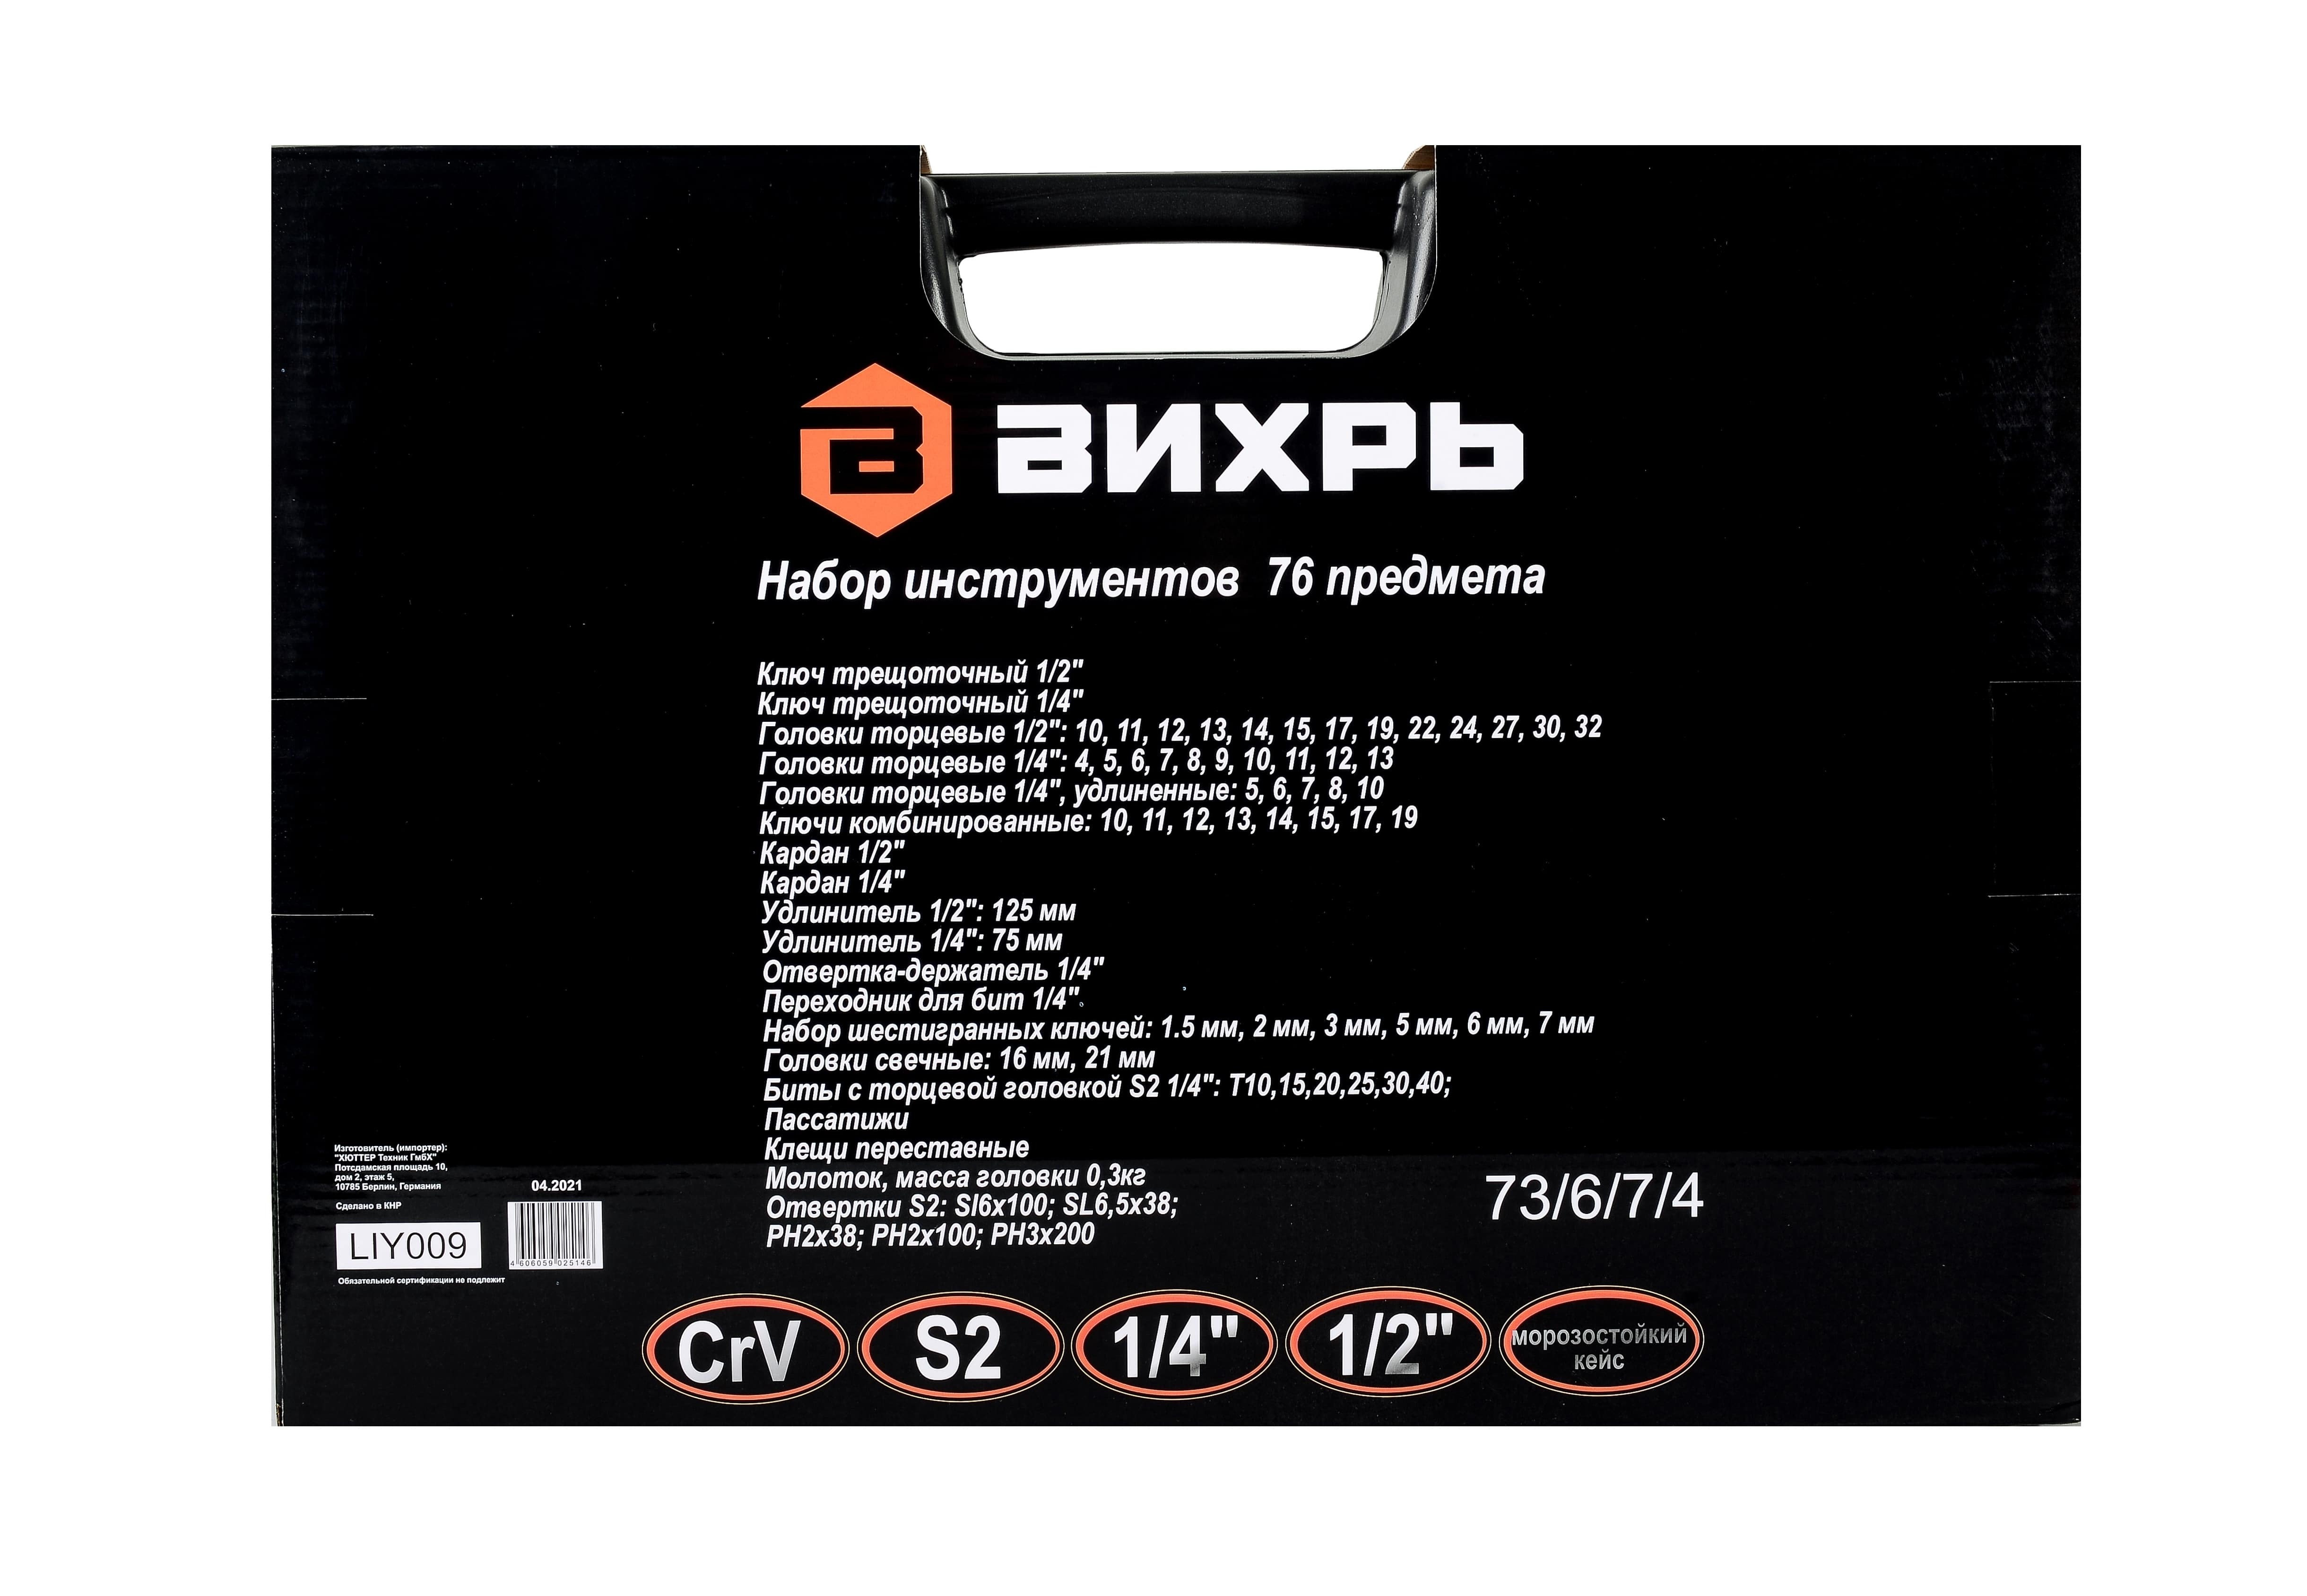 ВИХРЬ
Набор инструментов 76 предмета
Ключ трещоточный 1/2"
Ключ трещоточный 1/4"
Головки торцевые 1/2": 10, 11, 12, 13, 14, 15, 17, 19, 22, 24, 27, 30, 32
Головки торцевые 1/4": 4, 5, 6, 7, 8, 9, 10, 11, 12, 13
Головки торцевые 1/4", удлиненные: 5, 6, 7, 8, 10
Ключи комбинированные: 10, 11, 12, 13, 14, 15, 17, 19
Кардан 1/2"
Кардан 1/4"
Удлинитель 1/2": 125 мм
Удлинитель 1/4": 75 мм
Отвертка-держатель 1/4"
Переходник для бит 1/4"
Набор шестигранных ключей: 1.5 мм, 2 мм, 3 мм, 5 мм, 6 мм, 7 мм
Головки свечные: 16 мм, 21 мм
Биты с торцевой головкой S2 1/4": T10,15,20,25,30,40;
Пассатижи
Клещи переставные
Молоток, масса головки 0,3кг
Отвертки S2: Sl6x100; SL6,5x38;
PH2x38; PH2x100; PH3x200
73/6/7/4
Изготовитель (импортер):
"ХЮТТЕР Техник ГмбХ"
Потсдамская площадь 10,
дом 2, этаж 5,
10785 Берлин, Германия
Сделано в КНР
04.2021
LIY009
4 606059 025146
Обязательной сертификации не подлежит
CrV
S2
1/4"
1/2"
морозостойкий
кейс